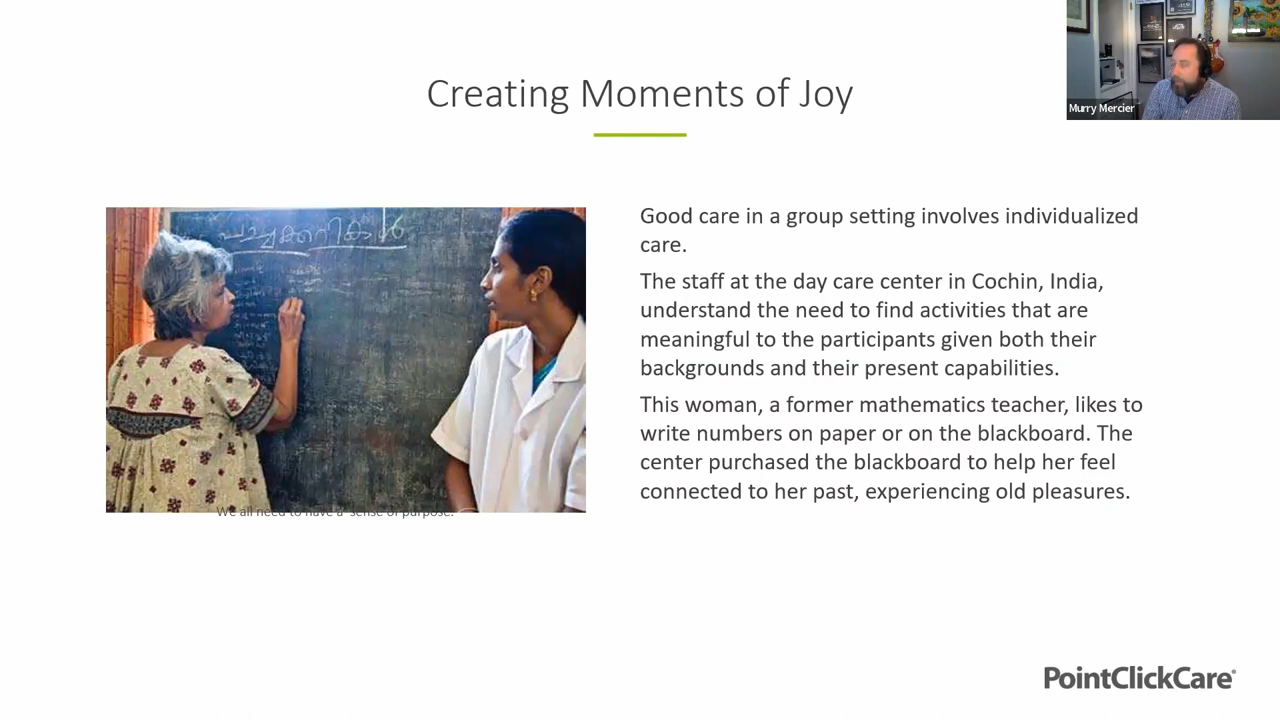 Creating Moments of Joy
Murry Mercier
പച്ചക്കറികൾ
Good care in a group setting involves individualized
care.
The staff at the day care center in Cochin, India,
understand the need to find activities that are
meaningful to the participants given both their
backgrounds and their present capabilities.
This woman, a former mathematics teacher, likes to
write numbers on paper or on the blackboard. The
center purchased the blackboard to help her feel
connected to her past, experiencing old pleasures.
We all need to have a sense of purpose.
PointClickCare®